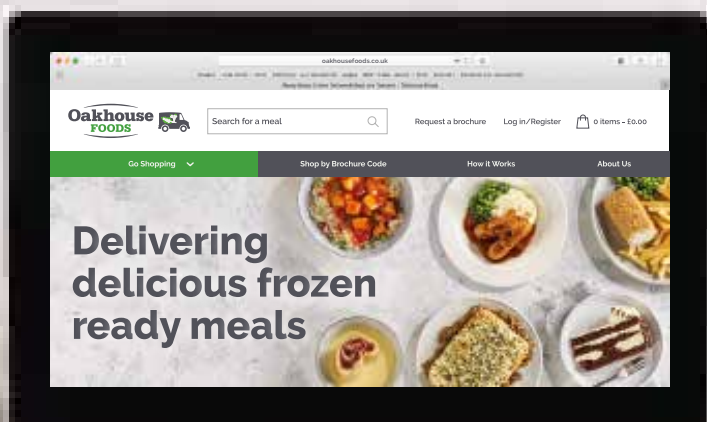 oakhousefoods.co.uk
Oakhouse
FOODS
Search for a meal
Request a brochure
Log in/Register
0 items - £0.00
Go Shopping
Shop by Brochure Code
How it Works
About Us
Delivering
delicious frozen
ready meals